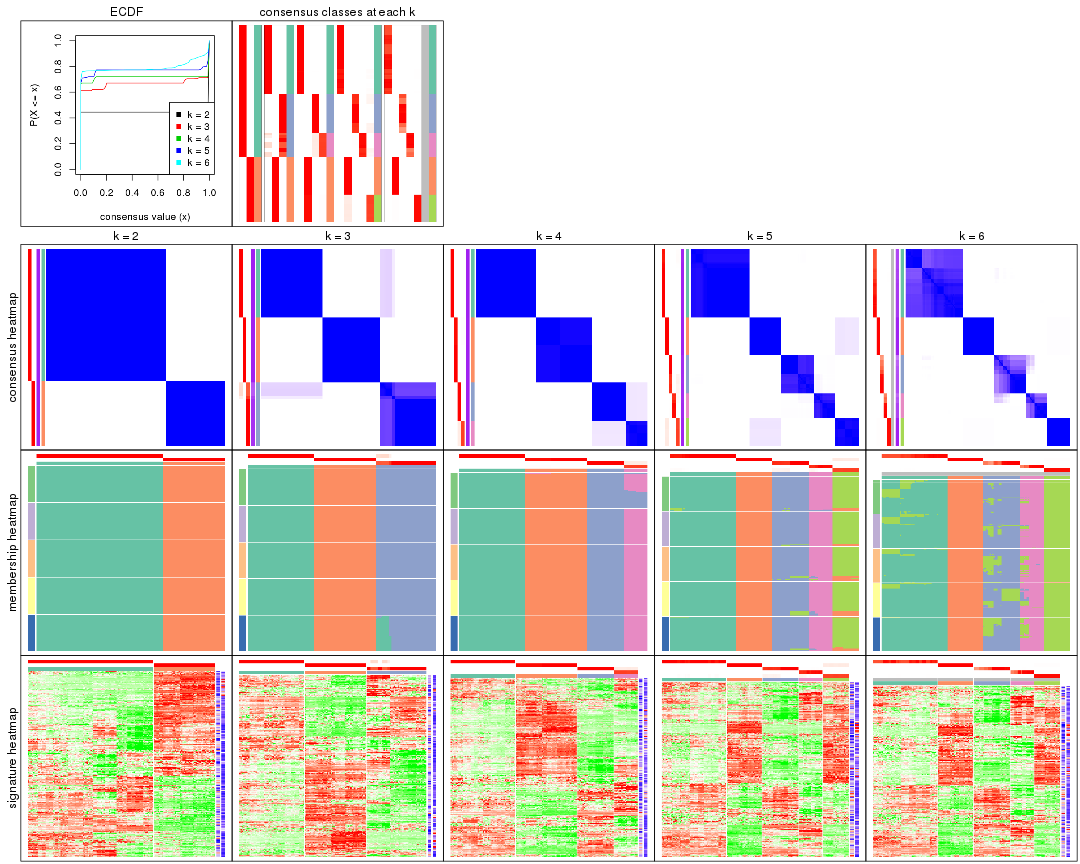 ECDF
consensus classes at each k
P(X <= x)
1.0
0.8
0.6
0.4
0.2
0.0
k = 2
k = 3
k = 4
k = 5
k = 6
0.0 0.2 0.4 0.6 0.8 1.0
consensus value (x)
k = 2
k = 3
k = 4
k = 5
k = 6
consensus heatmap
membership heatmap
signature heatmap